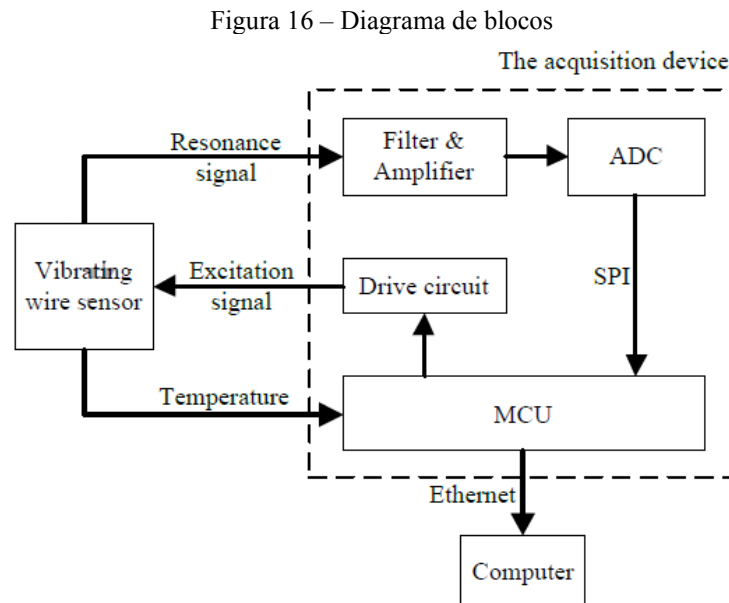 Figura 16 – Diagrama de blocos
The acquisition device
Resonance
signal
Filter &
Amplifier
ADC
Vibrating
wire sensor
Excitation
signal
Drive circuit
SPI
Temperature
MCU
Ethernet
Computer